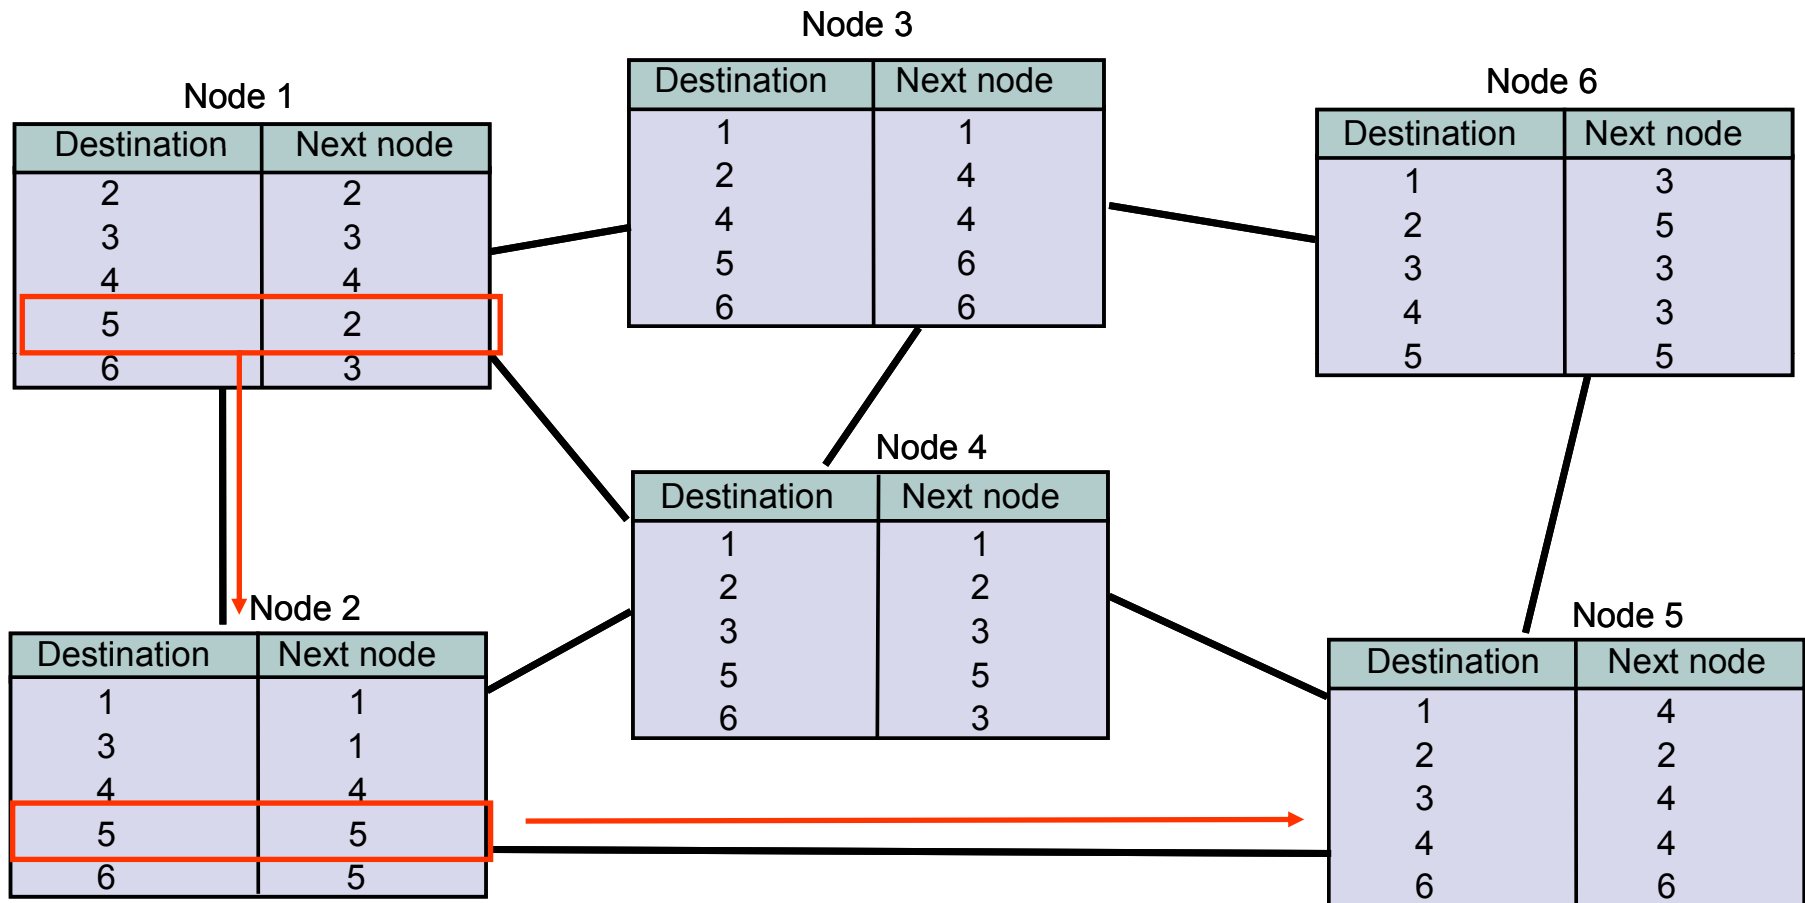 Node 3
Destination Next node
1 1
2 4
4 4
5 6
6 6
Node 1
Destination Next node
2 2
3 3
4 4
5 2
6 3
Node 6
Destination Next node
1 3
2 5
3 3
4 3
5 5
Node 4
Destination Next node
1 1
2 2
3 3
5 5
6 3
Node 2
Destination Next node
1 1
3 1
4 4
5 5
6 5
Node 5
Destination Next node
1 4
2 2
3 4
4 4
6 6